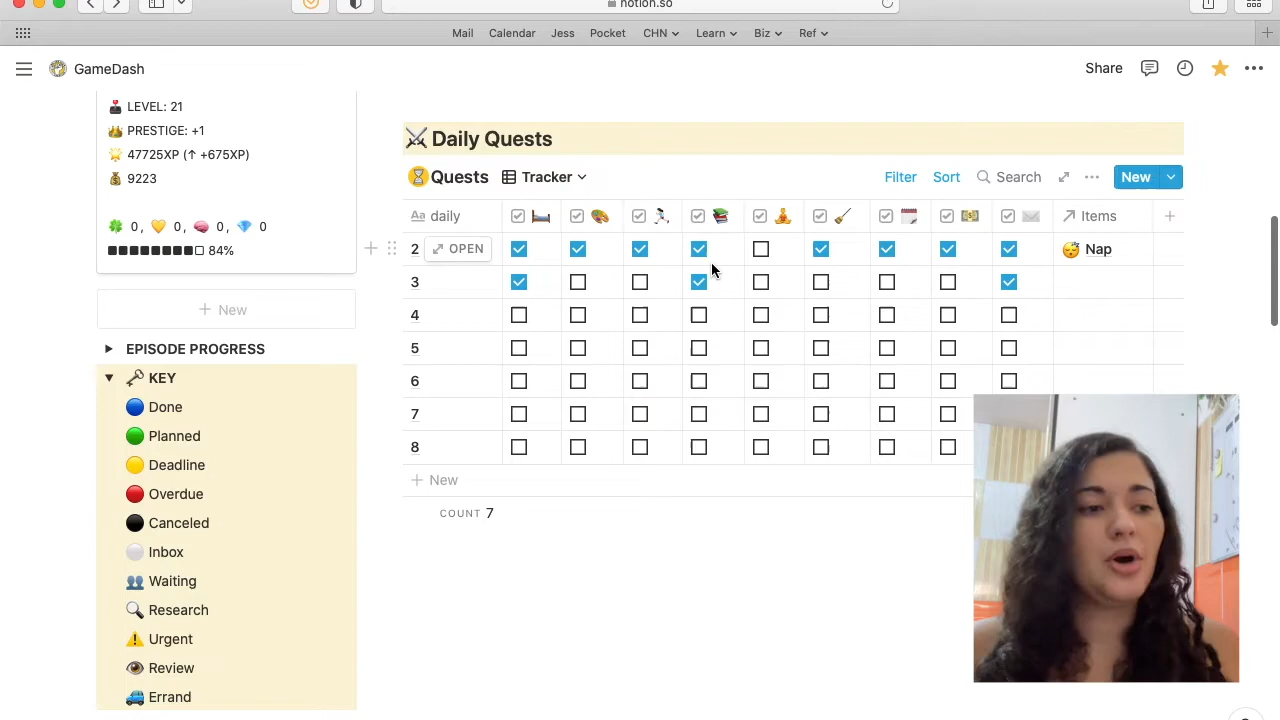 notion.so
Mail Calendar Jess Pocket CHN Learn Biz Ref
GameDash
Share
LEVEL: 21
PRESTIGE: +1
47725XP (↑ +675XP)
9223
0, 0, 0, 0
84%
+ New
EPISODE PROGRESS
KEY
Done
Planned
Deadline
Overdue
Canceled
Inbox
Waiting
Research
Urgent
Review
Errand
Daily Quests
Quests Tracker
Filter Sort Search New
Aa daily Items
2 OPEN Nap
3
4
5
6
7
8
+ New
COUNT 7